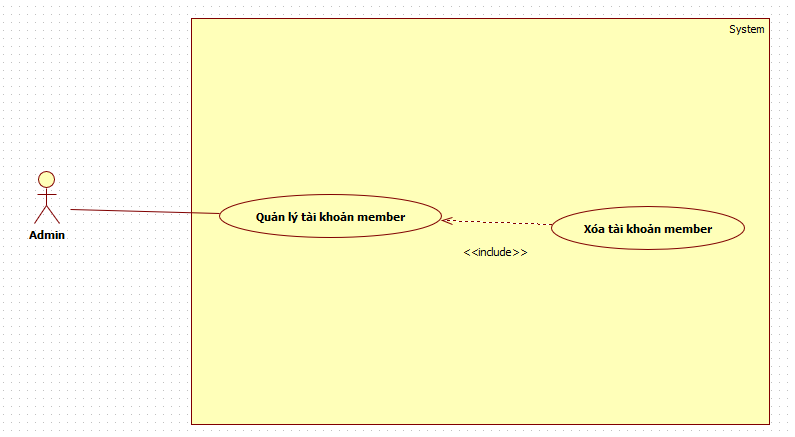 System
Admin
Quản lý tài khoản member
<<include>>
Xóa tài khoản member